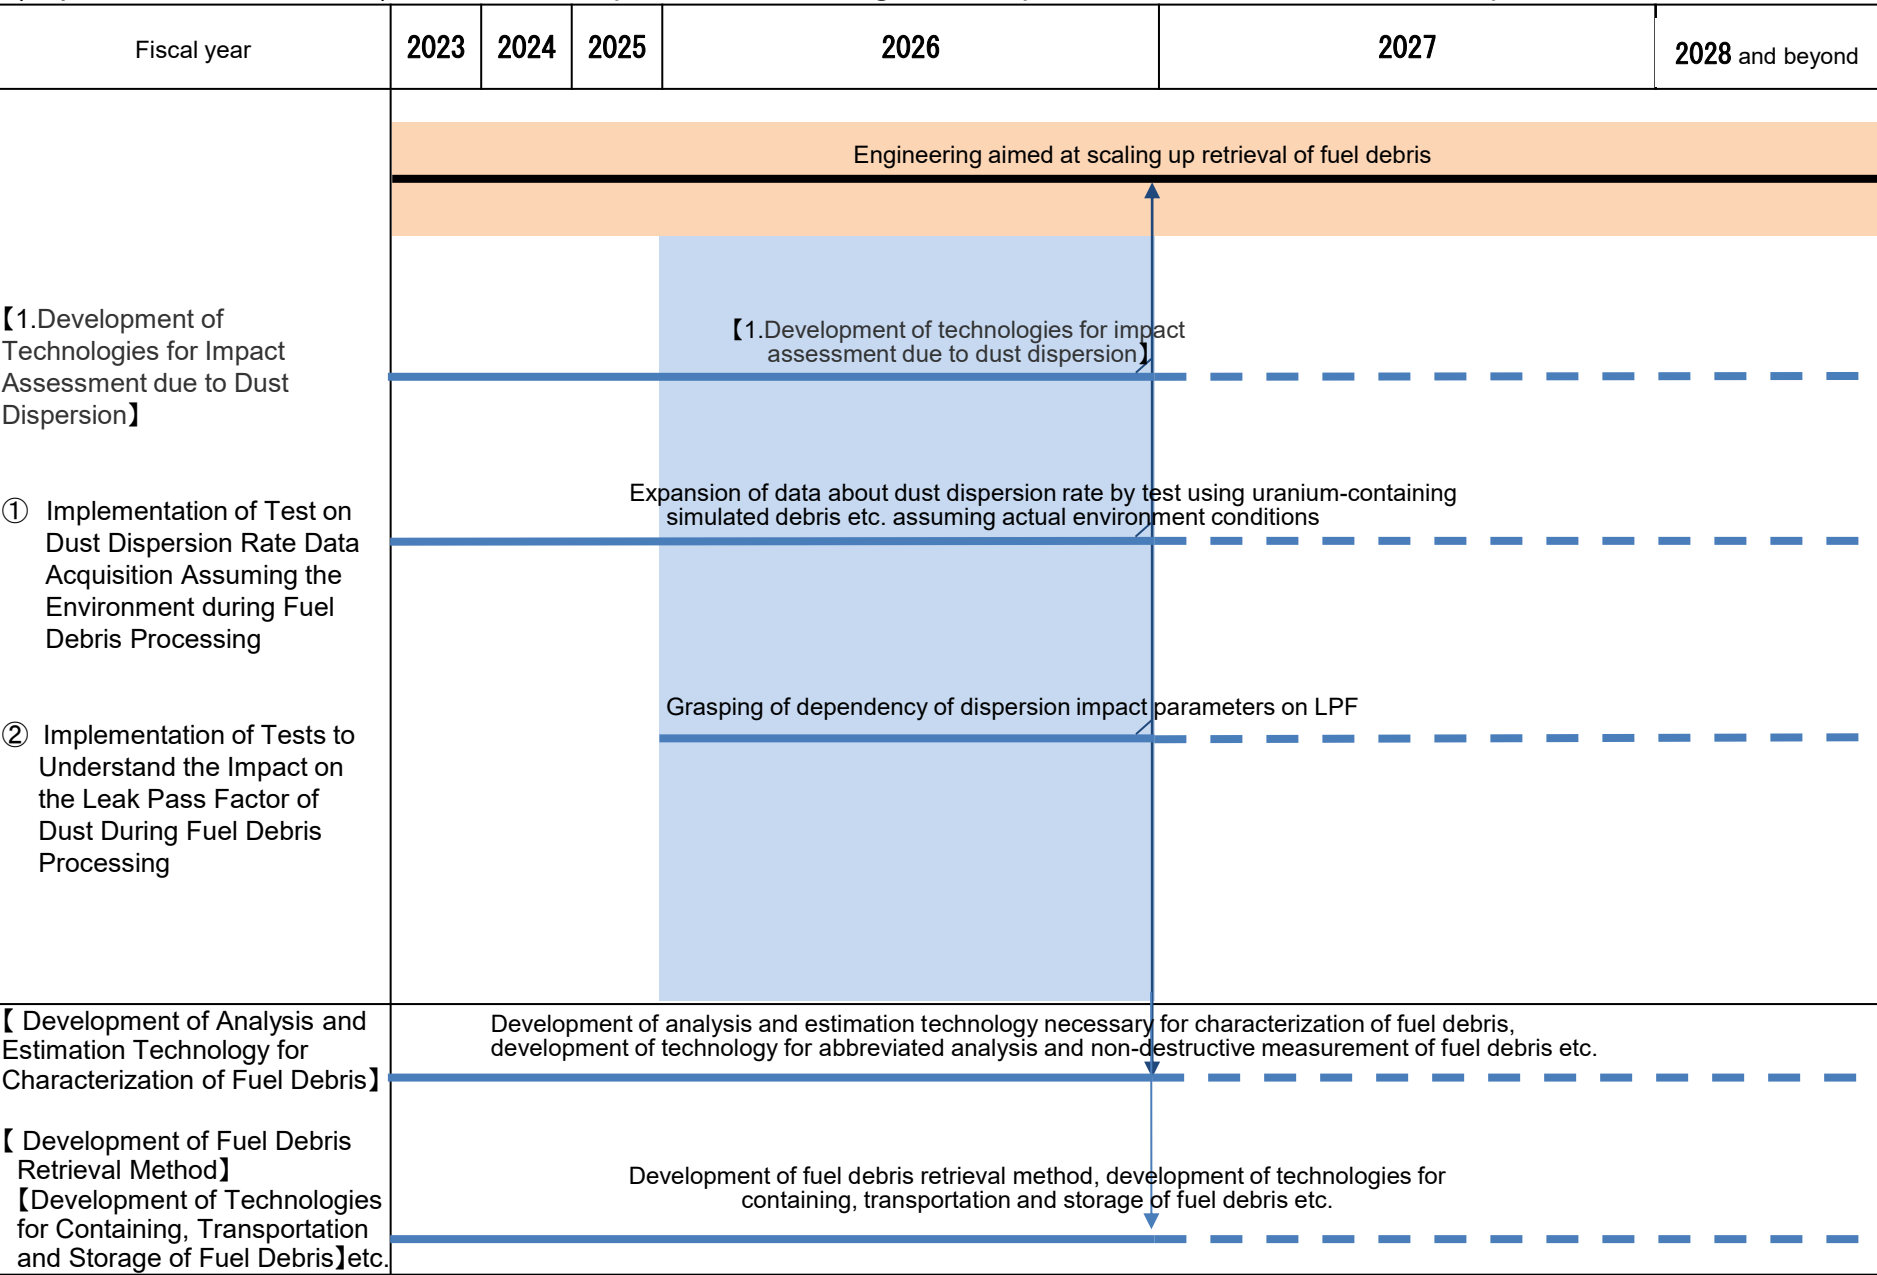 Fiscal year 2023 2024 2025 2026 2027 2028 and beyond
Engineering aimed at scaling up retrieval of fuel debris
【1.Development of
Technologies for Impact
Assessment due to Dust
Dispersion】
【1.Development of technologies for impact
assessment due to dust dispersion】
① Implementation of Test on
Dust Dispersion Rate Data
Acquisition Assuming the
Environment during Fuel
Debris Processing
Expansion of data about dust dispersion rate by test using uranium-containing
simulated debris etc. assuming actual environment conditions
② Implementation of Tests to
Understand the Impact on
the Leak Pass Factor of
Dust During Fuel Debris
Processing
Grasping of dependency of dispersion impact parameters on LPF
【 Development of Analysis and
Estimation Technology for
Characterization of Fuel Debris】
Development of analysis and estimation technology necessary for characterization of fuel debris,
development of technology for abbreviated analysis and non-destructive measurement of fuel debris etc.
【 Development of Fuel Debris
Retrieval Method】
【Development of Technologies
for Containing, Transportation
and Storage of Fuel Debris】etc.
Development of fuel debris retrieval method, development of technologies for
containing, transportation and storage of fuel debris etc.